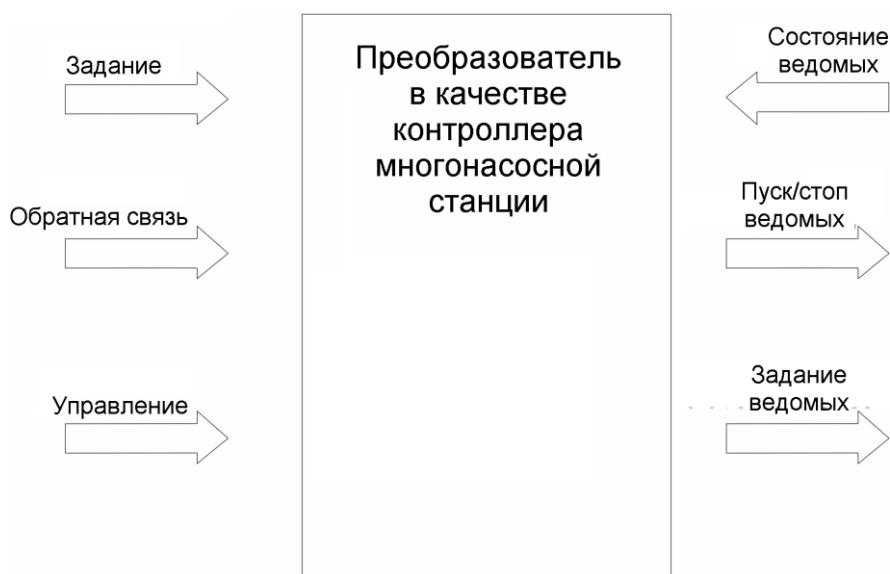 Задание
Обратная связь
Управление
Преобразователь
в качестве
контроллера
многонасосной
станции
Состояние
ведомых
Пуск/стоп
ведомых
Задание
ведомых